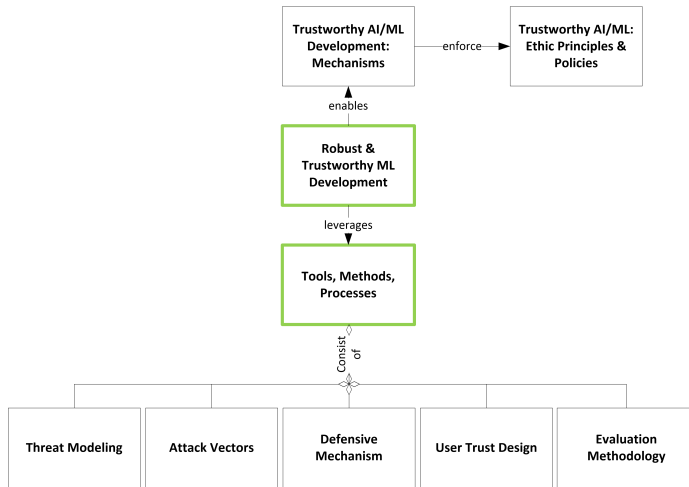 Trustworthy AI/ML
Development:
Mechanisms
enforce
Trustworthy AI/ML:
Ethic Principles &
Policies
enables
Robust &
Trustworthy ML
Development
leverages
Tools, Methods,
Processes
Consist
of
Threat Modeling
Attack Vectors
Defensive
Mechanism
User Trust Design
Evaluation
Methodology